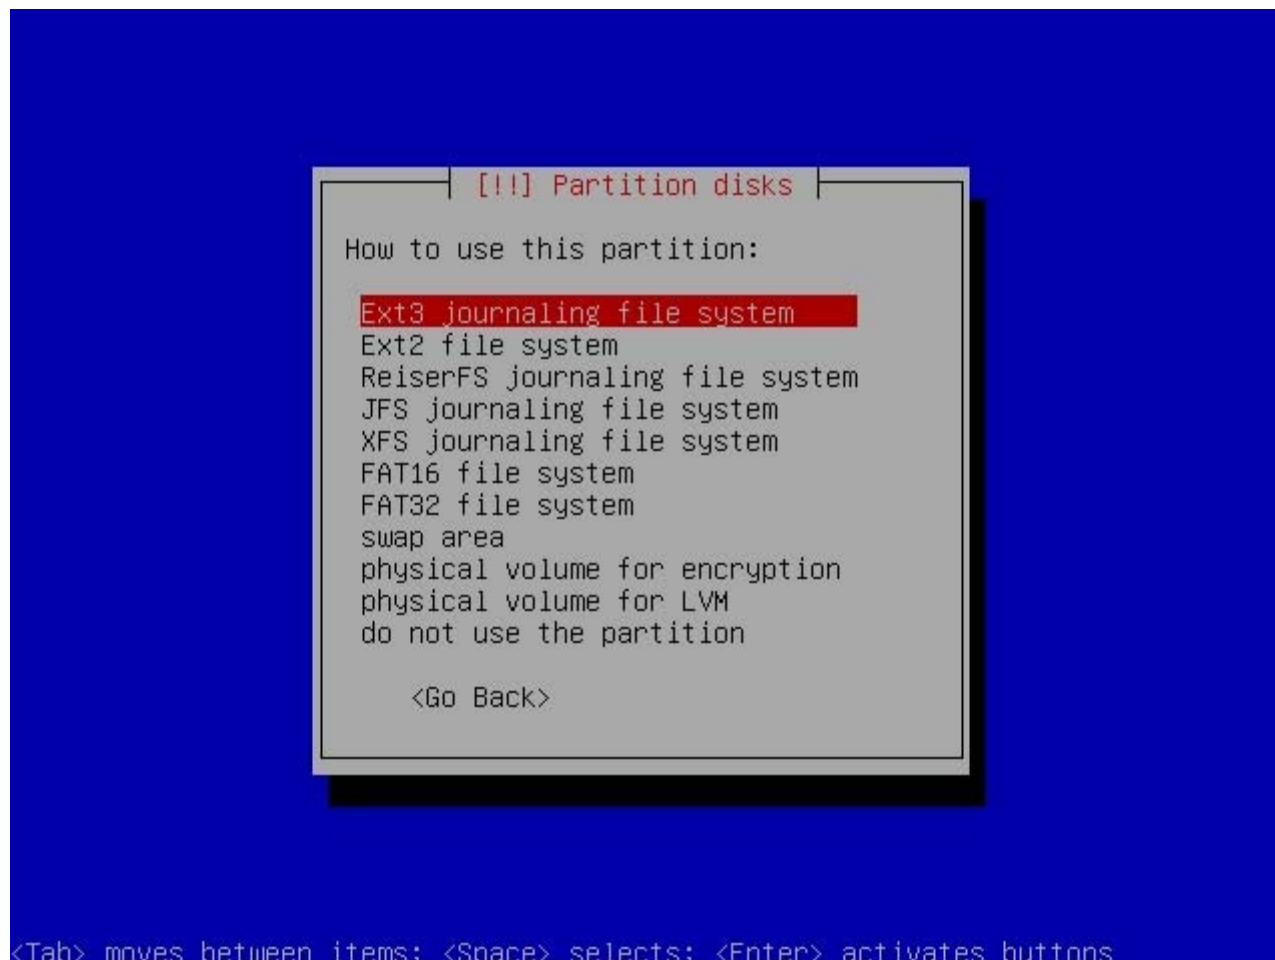 [!!] Partition disks
How to use this partition:
Ext3 journaling file system
Ext2 file system
ReiserFS journaling file system
JFS journaling file system
XFS journaling file system
FAT16 file system
FAT32 file system
swap area
physical volume for encryption
physical volume for LVM
do not use the partition
<Go Back>
<Tab> moves between items; <Space> selects; <Enter> activates buttons